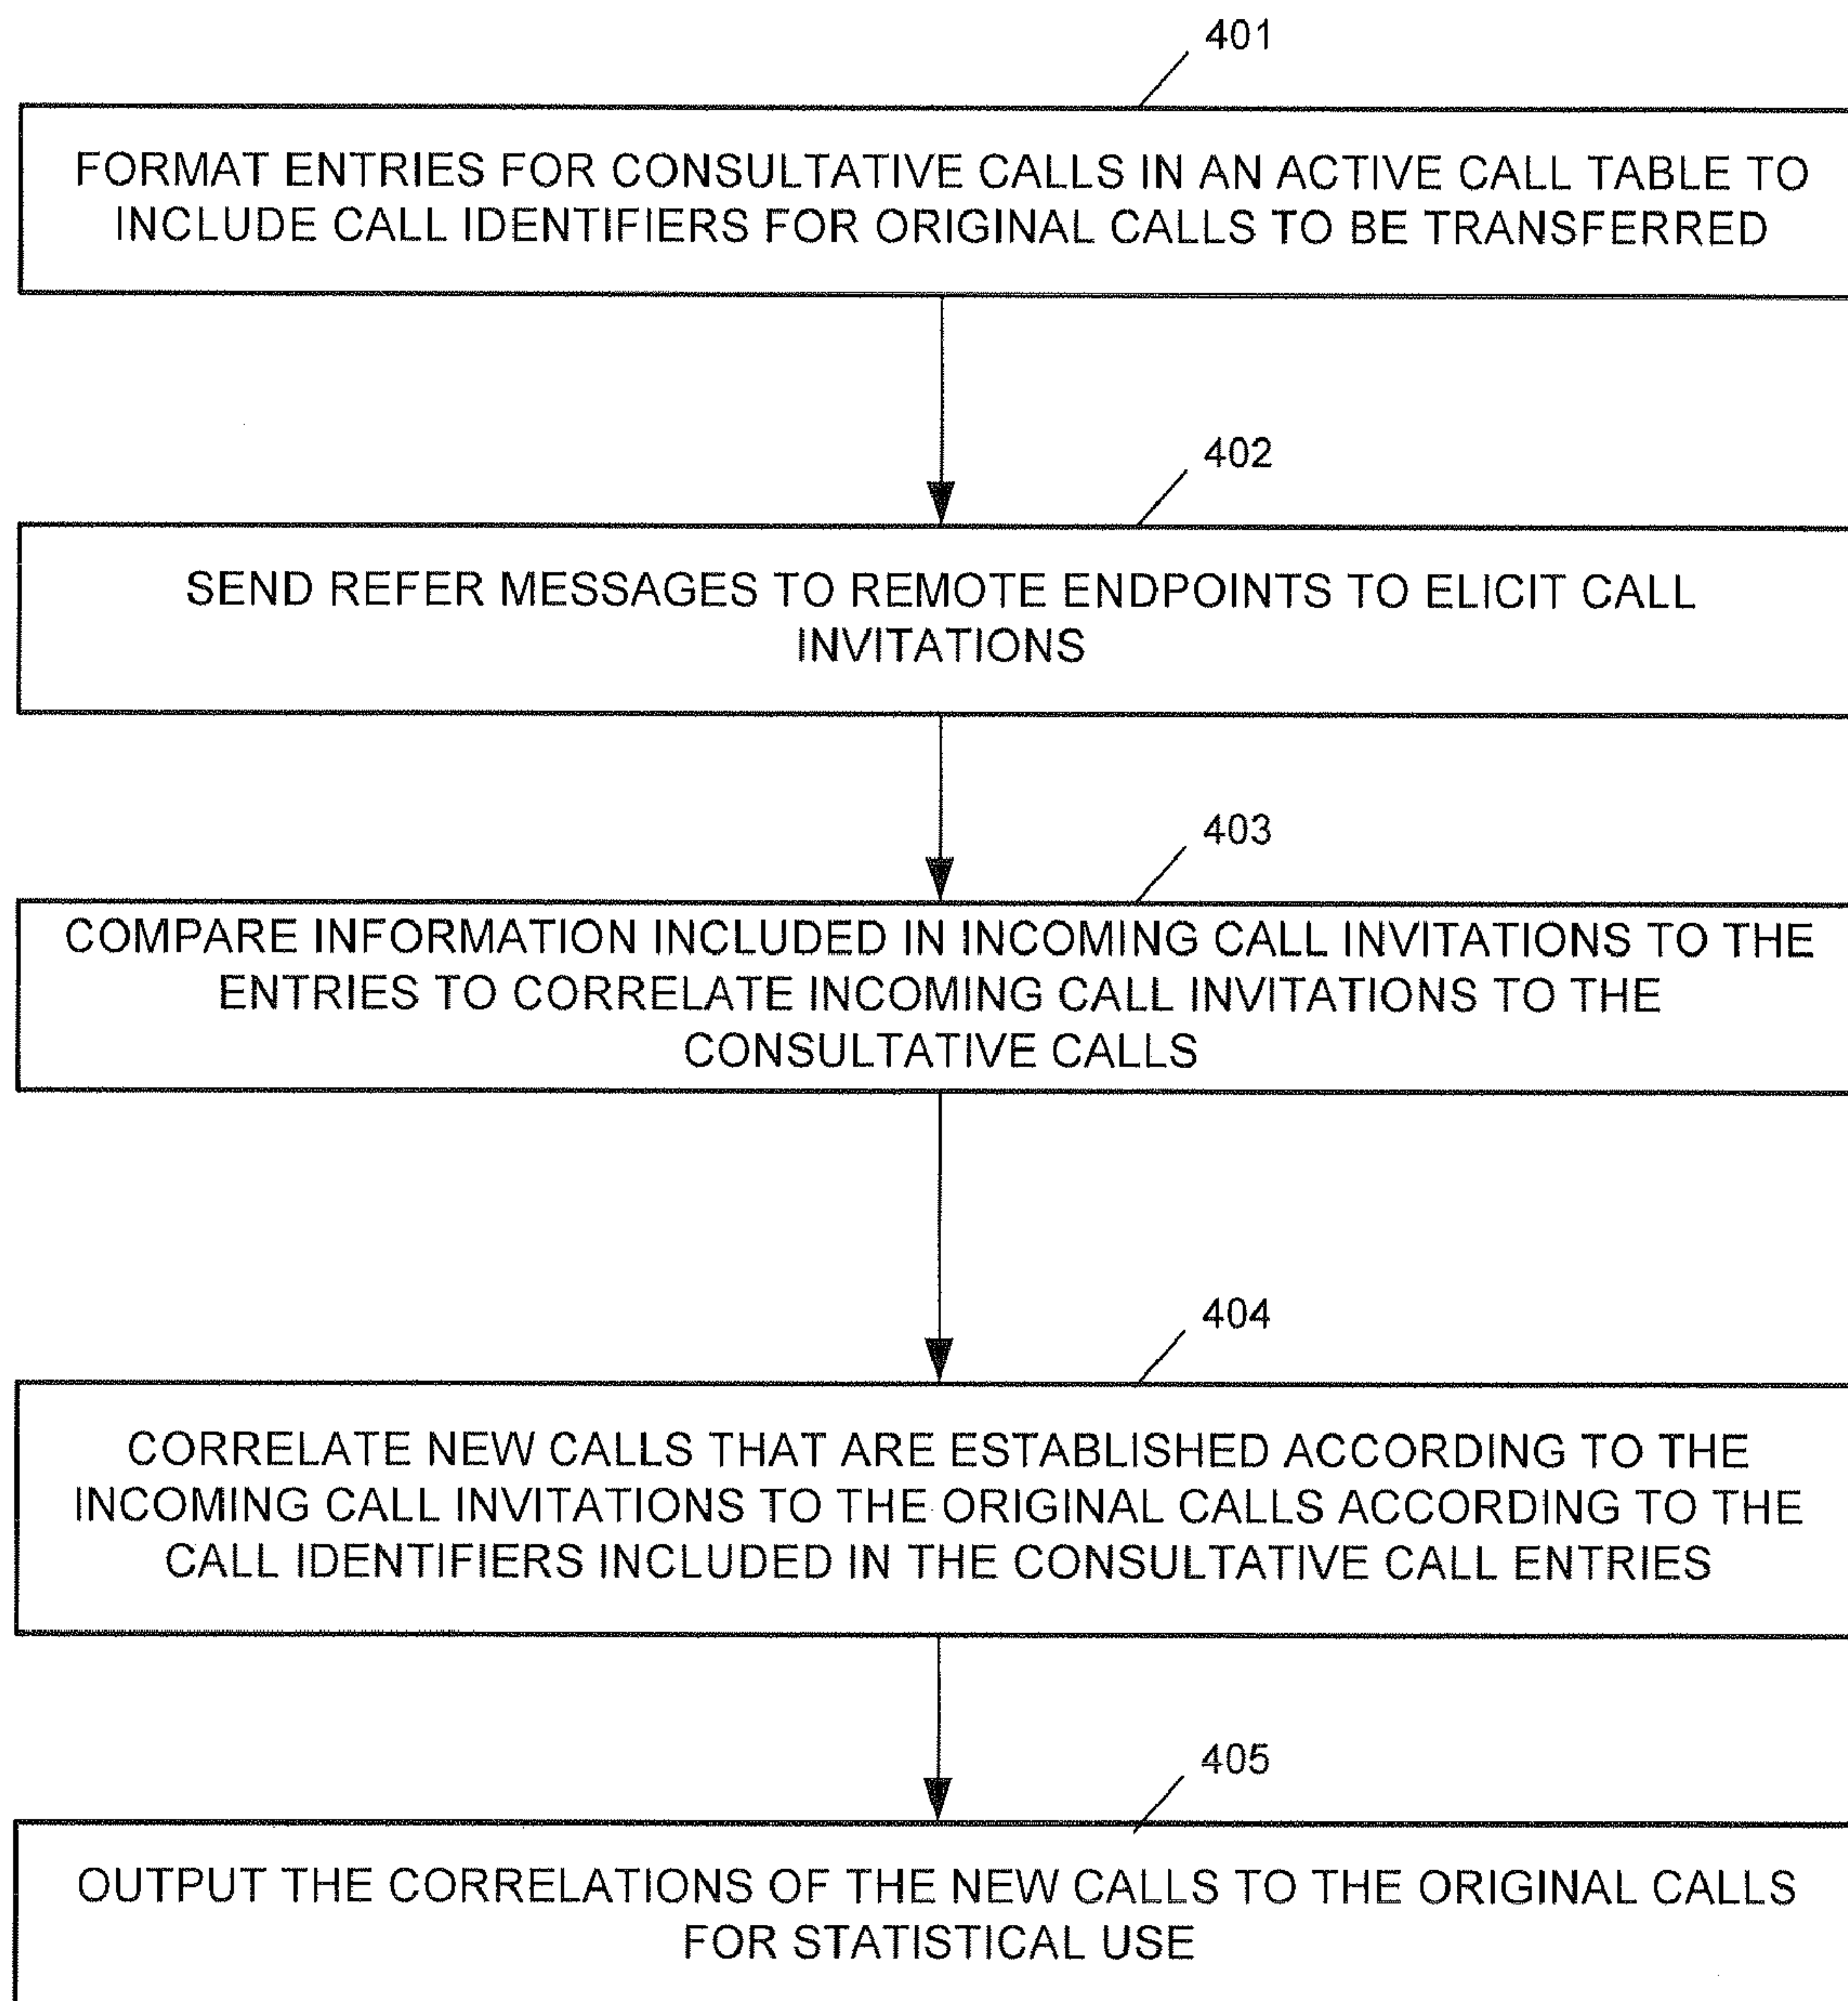 401
FORMAT ENTRIES FOR CONSULTATIVE CALLS IN AN ACTIVE CALL TABLE TO
INCLUDE CALL IDENTIFIERS FOR ORIGINAL CALLS TO BE TRANSFERRED
402
SEND REFER MESSAGES TO REMOTE ENDPOINTS TO ELICIT CALL
INVITATIONS
403
COMPARE INFORMATION INCLUDED IN INCOMING CALL INVITATIONS TO THE
ENTRIES TO CORRELATE INCOMING CALL INVITATIONS TO THE
CONSULTATIVE CALLS
404
CORRELATE NEW CALLS THAT ARE ESTABLISHED ACCORDING TO THE
INCOMING CALL INVITATIONS TO THE ORIGINAL CALLS ACCORDING TO THE
CALL IDENTIFIERS INCLUDED IN THE CONSULTATIVE CALL ENTRIES
405
OUTPUT THE CORRELATIONS OF THE NEW CALLS TO THE ORIGINAL CALLS
FOR STATISTICAL USE